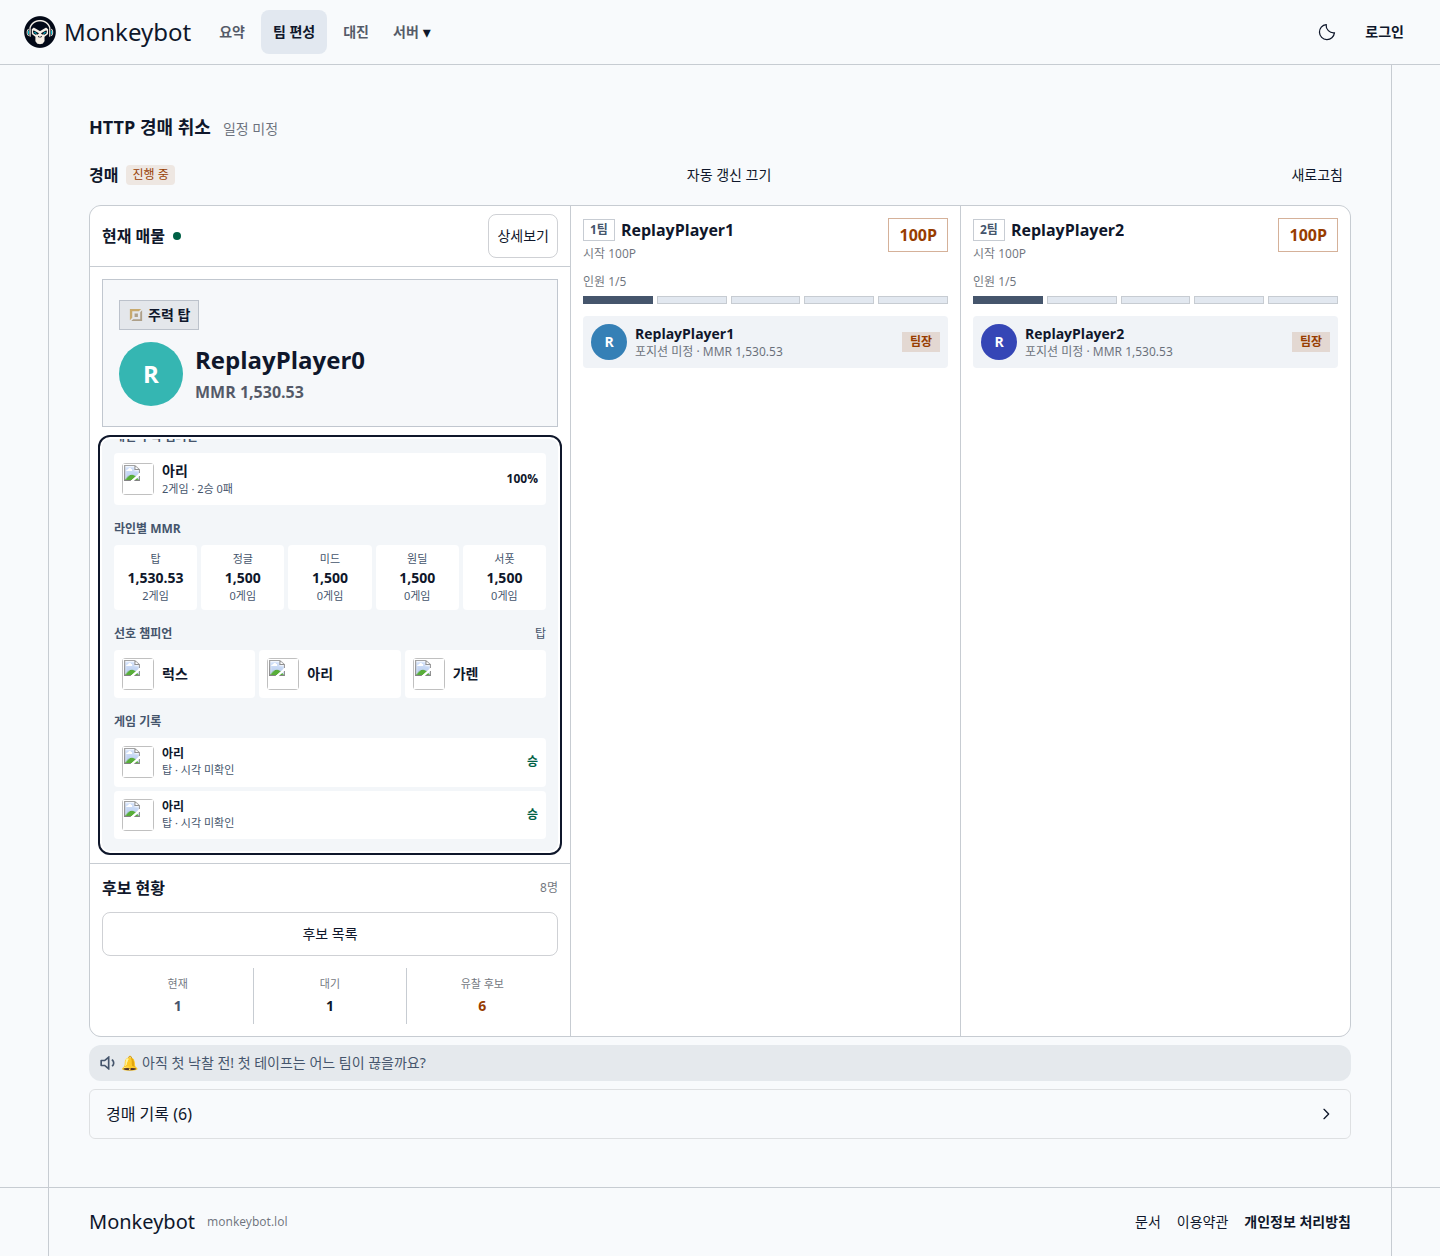 Monkeybot
요약
팀 편성
대진
서버 ▾
로그인
HTTP 경매 취소
일정 미정
경매
진행 중
자동 갱신 끄기
새로고침
현재 매물
상세보기
주력 탑
R
ReplayPlayer0
MMR 1,530.53
아리
2게임 · 2승 0패
100%
라인별 MMR
탑
1,530.53
2게임
정글
1,500
0게임
미드
1,500
0게임
원딜
1,500
0게임
서폿
1,500
0게임
선호 챔피언
탑
럭스
아리
가렌
게임 기록
아리
탑 · 시각 미확인
승
아리
탑 · 시각 미확인
승
후보 현황
8명
후보 목록
현재
1
대기
1
유찰 후보
6
1팀
ReplayPlayer1
100P
시작 100P
인원 1/5
R
ReplayPlayer1
포지션 미정 · MMR 1,530.53
팀장
2팀
ReplayPlayer2
100P
시작 100P
인원 1/5
R
ReplayPlayer2
포지션 미정 · MMR 1,530.53
팀장
🔔 아직 첫 낙찰 전! 첫 테이프는 어느 팀이 끊을까요?
경매 기록 (6)
Monkeybot
monkeybot.lol
문서
이용약관
개인정보 처리방침